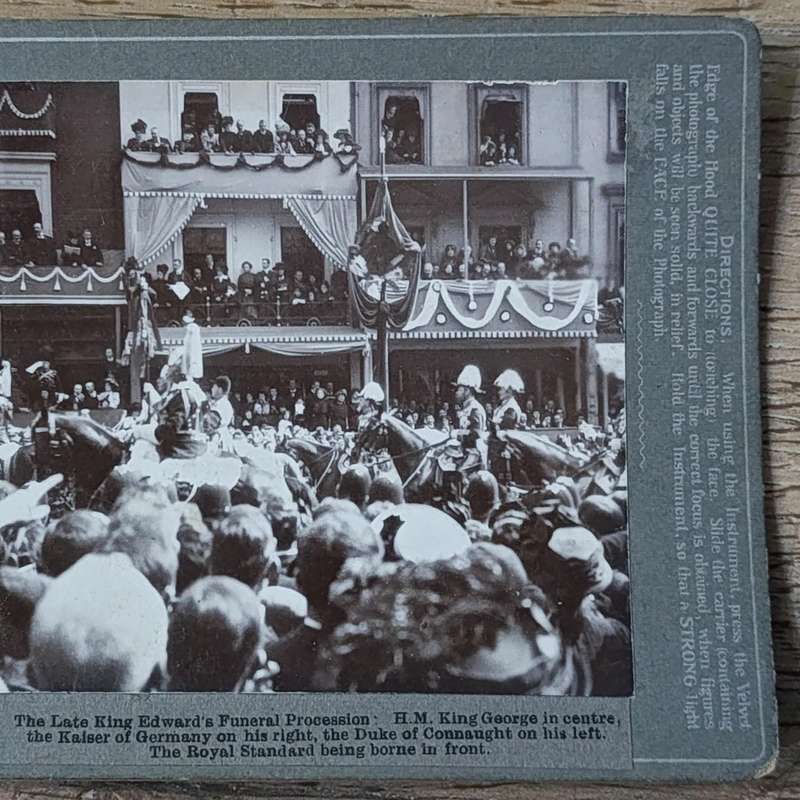 The Late King Edward's Funeral Procession: H.M. King George in centre,
the Kaiser of Germany on his right, the Duke of Connaught on his left.
The Royal Standard being borne in front.
DIRECTIONS. When using the Instrument, press the Velvet
Edge of the Hood QUITE CLOSE to (touching) the face. Slide the carrier (containing
the photograph) backwards and forwards until the correct focus is obtained, when figures
and objects will be seen solid, in relief. Hold the Instrument, so that a STRONG light
falls on the FACE of the Photograph.